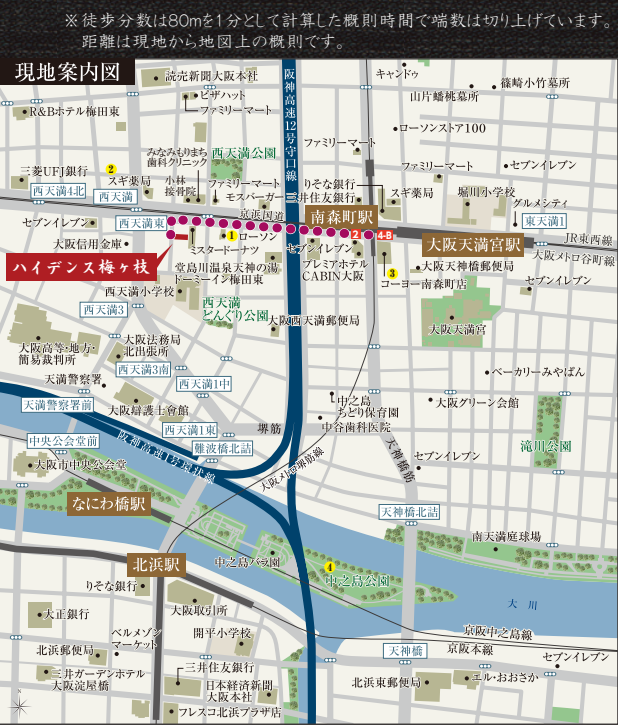 ※徒歩分数は80mを1分として計算した概則時間で端数は切り上げています。
距離は現地から地図上の概則です。
現地案内図
読売新聞大阪本社
ピザハット
ファミリーマート
R&Bホテル梅田東
阪神高速12号守口線
キャンドゥ
山片蟠桃墓所
篠崎小竹墓所
ローソンストア100
みなみもりまち
歯科クリニック
西天満公園
ファミリーマート
三菱UFJ銀行
2
スギ薬局
小林
接骨院
ファミリーマート
モスバーガー
りそな銀行
三井住友銀行
ファミリーマート
セブンイレブン
スギ薬局
堀川小学校
グルメシティ
西天満4北
西天満
京阪国道
南森町駅
東天満1
セブンイレブン
西天満東
大阪信用金庫
1
ローソン
ミスタードーナツ
セブンイレブン
2
4-B
大阪天満宮駅
JR東西線
大阪メトロ谷町線
ハイデンス梅ヶ枝
堂島川温泉天神の湯
ドーミーイン梅田東
プレミアホテル
CABIN大阪
3
コーヨー南森町店
大阪天神橋郵便局
セブンイレブン
西天満小学校
西天満3
西天満
どんぐり公園
大阪西天満郵便局
大阪天満宮
大阪高等・地方・
簡易裁判所
大阪法務局
北出張所
西天満3南
天満警察署
西天満1中
ベーカリーみやばん
天満警察署前
大阪辯護士會館
中之島
ちどり保育園
中谷歯科医院
大阪グリーン会館
西天満1東
堺筋
中央公会堂前
阪神高速1号環状線
難波橋北詰
大阪メトロ堺筋線
天神橋筋
セブンイレブン
滝川公園
大阪市中央公会堂
なにわ橋駅
天神橋北詰
南天満庭球場
北浜駅
中之島バラ園
4
中之島公園
りそな銀行
大阪取引所
大川
大正銀行
ベルメゾン
マーケット
開平小学校
京阪中之島線
京阪本線
天神橋
北浜郵便局
三井住友銀行
セブンイレブン
三井ガーデンホテル
大阪淀屋橋
日本経済新聞
大阪本社
北浜東郵便局
エル・おおさか
フレスコ北浜プラザ店